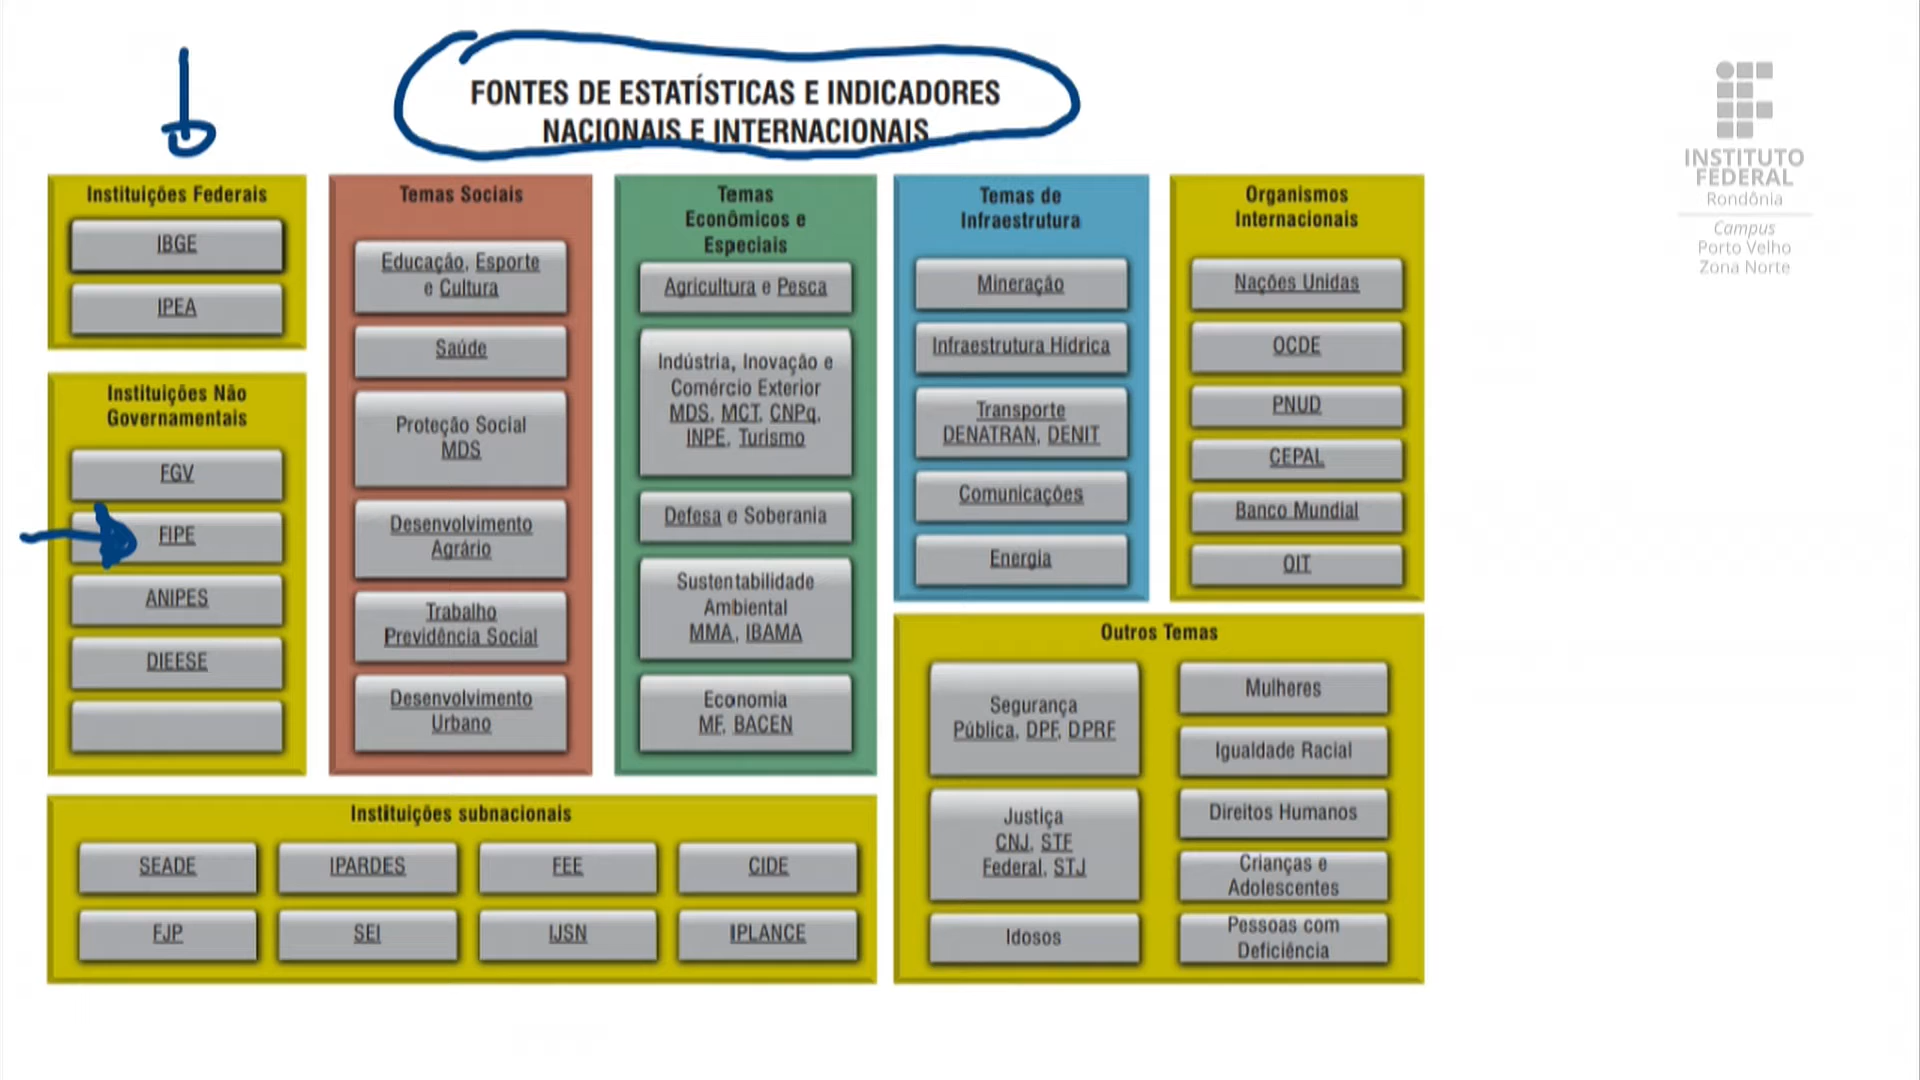 FONTES DE ESTATÍSTICAS E INDICADORES
NACIONAIS E INTERNACIONAIS
INSTITUTO
FEDERAL
Rondônia
Campus
Porto Velho
Zona Norte
Instituições Federais
IBGE
IPEA
Instituições Não
Governamentais
FGV
FIPE
ANIPES
DIEESE
Temas Sociais
Educação, Esporte
e Cultura
Saúde
Proteção Social
MDS
Desenvolvimento
Agrário
Trabalho
Previdência Social
Desenvolvimento
Urbano
Temas
Econômicos e
Especiais
Agricultura e Pesca
Indústria, Inovação e
Comércio Exterior
MDS, MCT, CNPq,
INPE, Turismo
Defesa e Soberania
Sustentabilidade
Ambiental
MMA, IBAMA
Economia
MF, BACEN
Temas de
Infraestrutura
Mineração
Infraestrutura Hídrica
Transporte
DENATRAN, DENIT
Comunicações
Energia
Organismos
Internacionais
Nações Unidas
OCDE
PNUD
CEPAL
Banco Mundial
OIT
Instituições subnacionais
SEADE
IPARDES
FEE
CIDE
FJP
SEI
IJSN
IPLANCE
Outros Temas
Segurança
Pública, DPF, DPRF
Justiça
CNJ, STF
Federal, STJ
Idosos
Mulheres
Igualdade Racial
Direitos Humanos
Crianças e
Adolescentes
Pessoas com
Deficiência